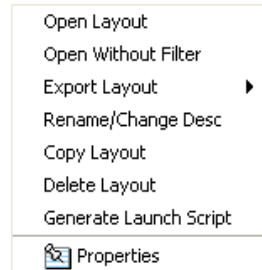 Open Layout
Open Without Filter
Export Layout
Rename/Change Desc
Copy Layout
Delete Layout
Generate Launch Script
Properties